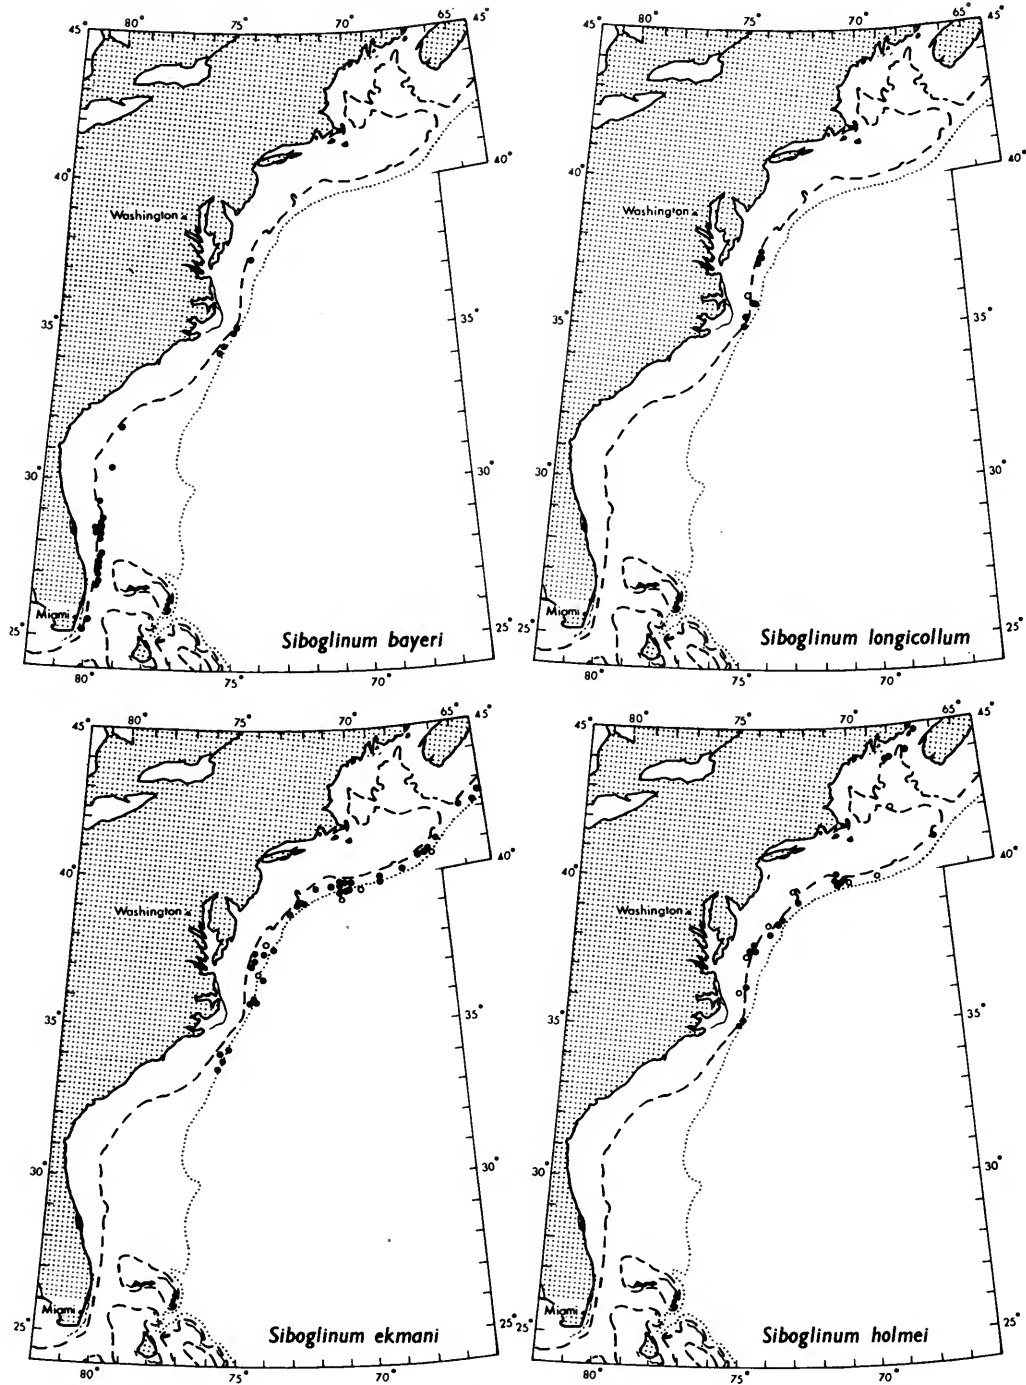 45° 80° 75° 70° 65° 45°
40° 40°
Washington
35° 35°
30° 30°
Miami
25° 25°
Siboglinum bayeri
80° 75° 70°
45° 80° 75° 70° 65° 45°
40° 40°
Washington
35° 35°
30° 30°
Miami
25° 25°
Siboglinum longicollum
80° 75° 70°
45° 80° 75° 70° 65° 45°
40° 40°
Washington
35° 35°
30° 30°
Miami
25° 25°
Siboglinum ekmani
80° 75° 70°
45° 80° 75° 70° 65° 45°
40° 40°
Washington
35° 35°
30° 30°
Miami
25° 25°
Siboglinum holmei
80° 75° 70°